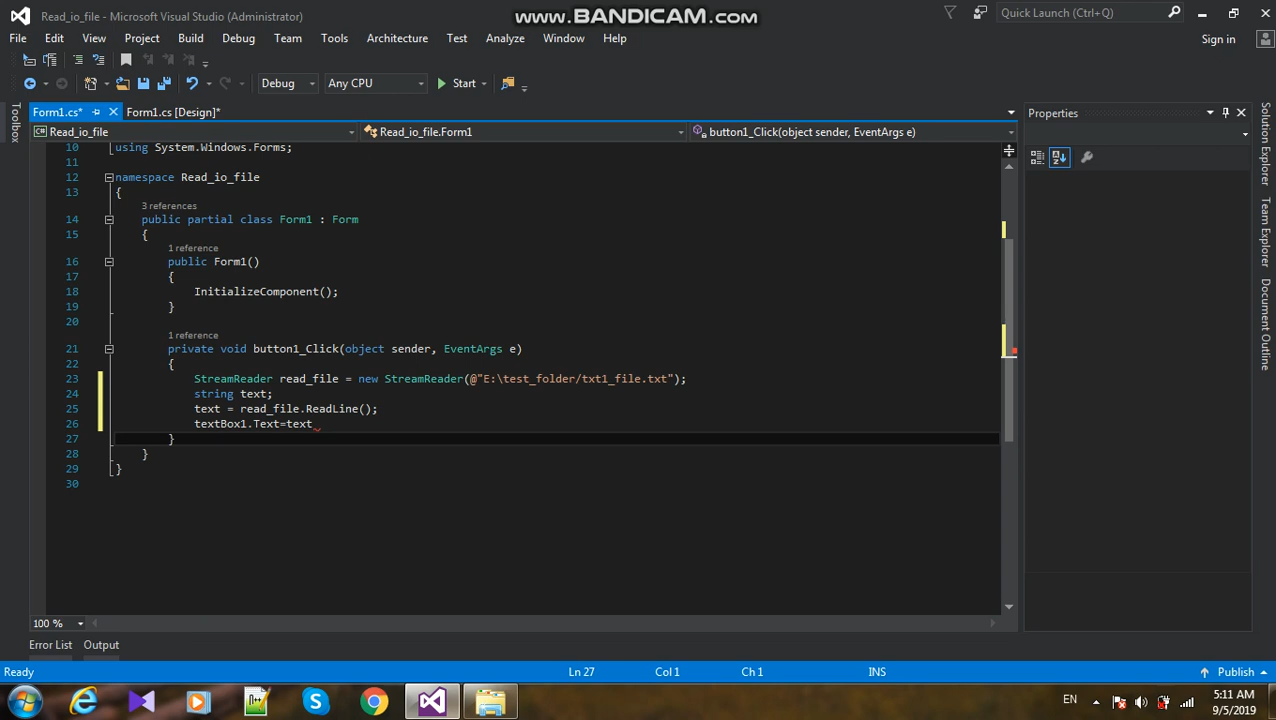 Read_io_file - Microsoft Visual Studio (Administrator)
www.BANDICAM.com
Quick Launch (Ctrl+Q)
File Edit View Project Build Debug Team Tools Architecture Test Analyze Window Help
Sign in
Debug Any CPU Start
Form1.cs* Form1.cs [Design]*
Read_io_file Read_io_file.Form1 button1_Click(object sender, EventArgs e)
10 using System.Windows.Forms;
11
12 namespace Read_io_file
13 {
3 references
14 public partial class Form1 : Form
15 {
1 reference
16 public Form1()
17 {
18 InitializeComponent();
19 }
20
1 reference
21 private void button1_Click(object sender, EventArgs e)
22 {
23 StreamReader read_file = new StreamReader(@"E:\test_folder/txt1_file.txt");
24 string text;
25 text = read_file.ReadLine();
26 textBox1.Text=text
27 }
28 }
29 }
30
100 %
Toolbox
Properties
Solution Explorer
Team Explorer
Document Outline
Error List Output
Ready Ln 27 Col 1 Ch 1 INS Publish
EN 5:11 AM
9/5/2019